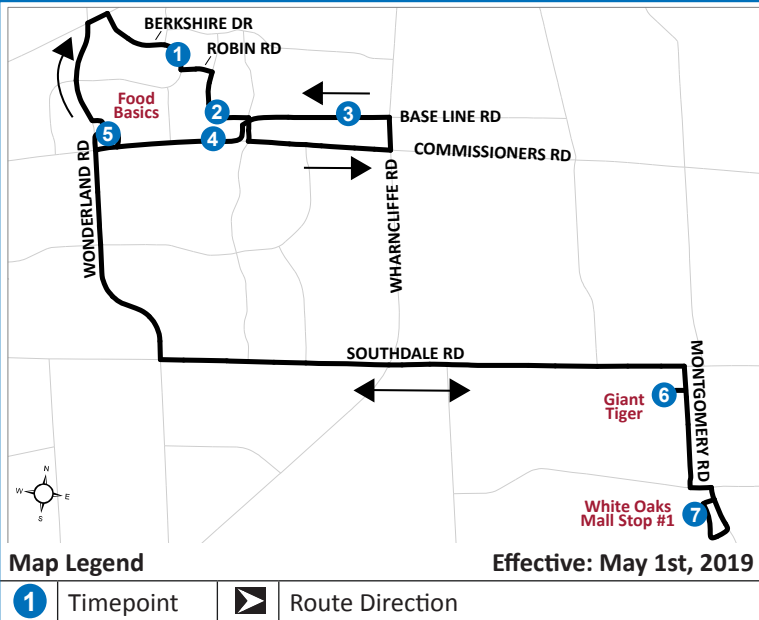 BERKSHIRE DR
1
ROBIN RD
Food
Basics
2
3
BASE LINE RD
5
4
COMMISSIONERS RD
WONDERLAND RD
WHARNCLIFFE RD
SOUTHDALE RD
MONTGOMERY RD
6
Giant
Tiger
N
W
E
S
White Oaks
Mall Stop #1
7
Map Legend
Effective: May 1st, 2019
1 Timepoint
Route Direction